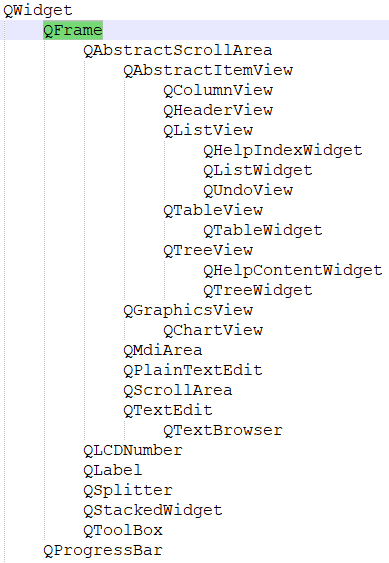 QWidget
QFrame
QAbstractScrollArea
QAbstractItemView
QColumnView
QHeaderView
QListView
QHelpIndexWidget
QListWidget
QUndoView
QTableView
QTableWidget
QTreeView
QHelpContentWidget
QTreeWidget
QGraphicsView
QChartView
QMdiArea
QPlainTextEdit
QScrollArea
QTextEdit
QTextBrowser
QLCDNumber
QLabel
QSplitter
QStackedWidget
QToolBox
QProgressBar